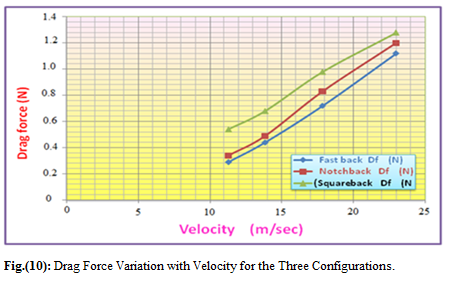 1.4
1.2
1.0
0.8
0.6
0.4
0.2
0
Drag force (N)
Fast back Df (N)
Notchback Df (N)
(Squareback Df (N
0 5 10 15 20 25
Velocity (m/sec)
Fig.(10): Drag Force Variation with Velocity for the Three Configurations.